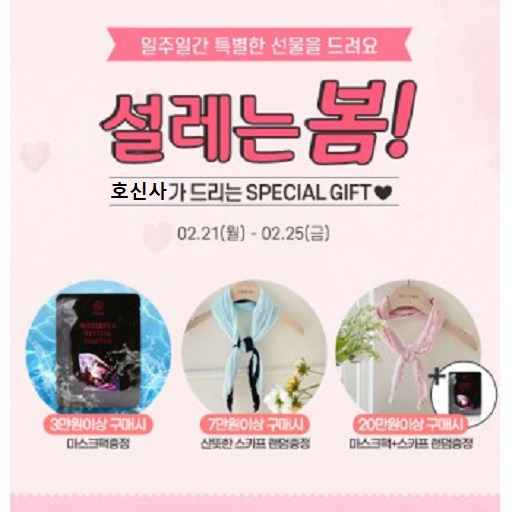 일주일간 특별한 선물을 드려요
설레는 봄!
호신사가 드리는 SPECIAL GIFT♥
02.21(월) - 02.25(금)
3만원이상 구매시
마스크팩증정
7만원이상 구매시
산뜻한 스카프 랜덤증정
20만원이상 구매시
마스크팩+스카프 랜덤증정